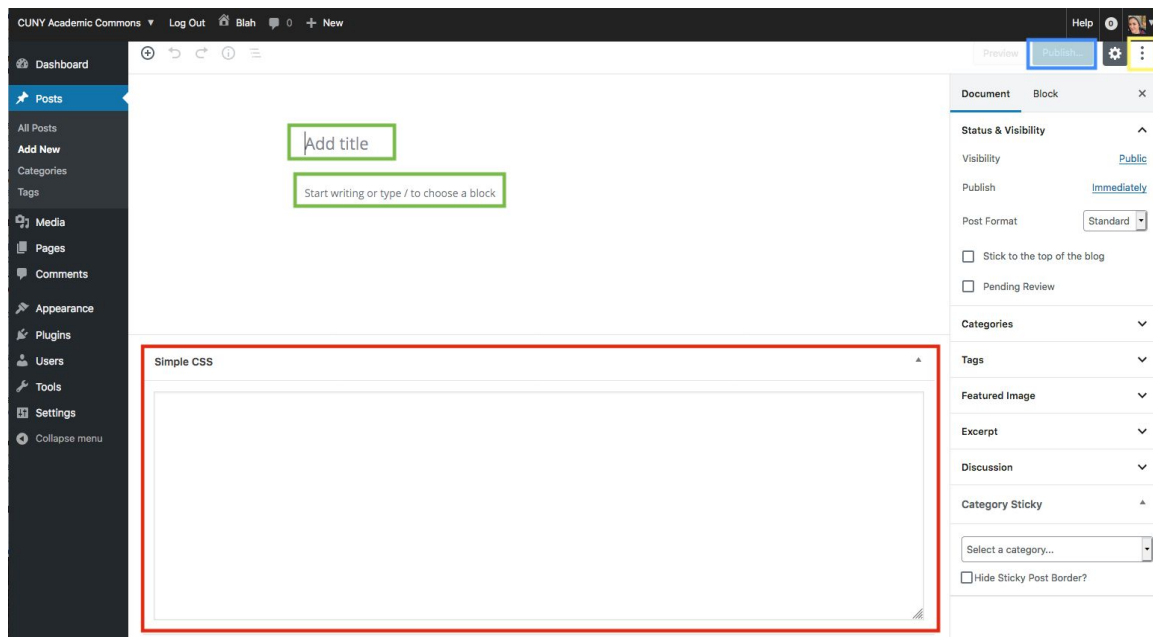 CUNY Academic Commons Log Out Blah 0 + New Help 0
Dashboard
Posts
All Posts
Add New
Categories
Tags
Media
Pages
Comments
Appearance
Plugins
Users
Tools
Settings
Collapse menu
Preview Publish...
Add title
Start writing or type / to choose a block
Simple CSS
Document Block
Status & Visibility
Visibility Public
Publish Immediately
Post Format Standard
Stick to the top of the blog
Pending Review
Categories
Tags
Featured Image
Excerpt
Discussion
Category Sticky
Select a category...
Hide Sticky Post Border?